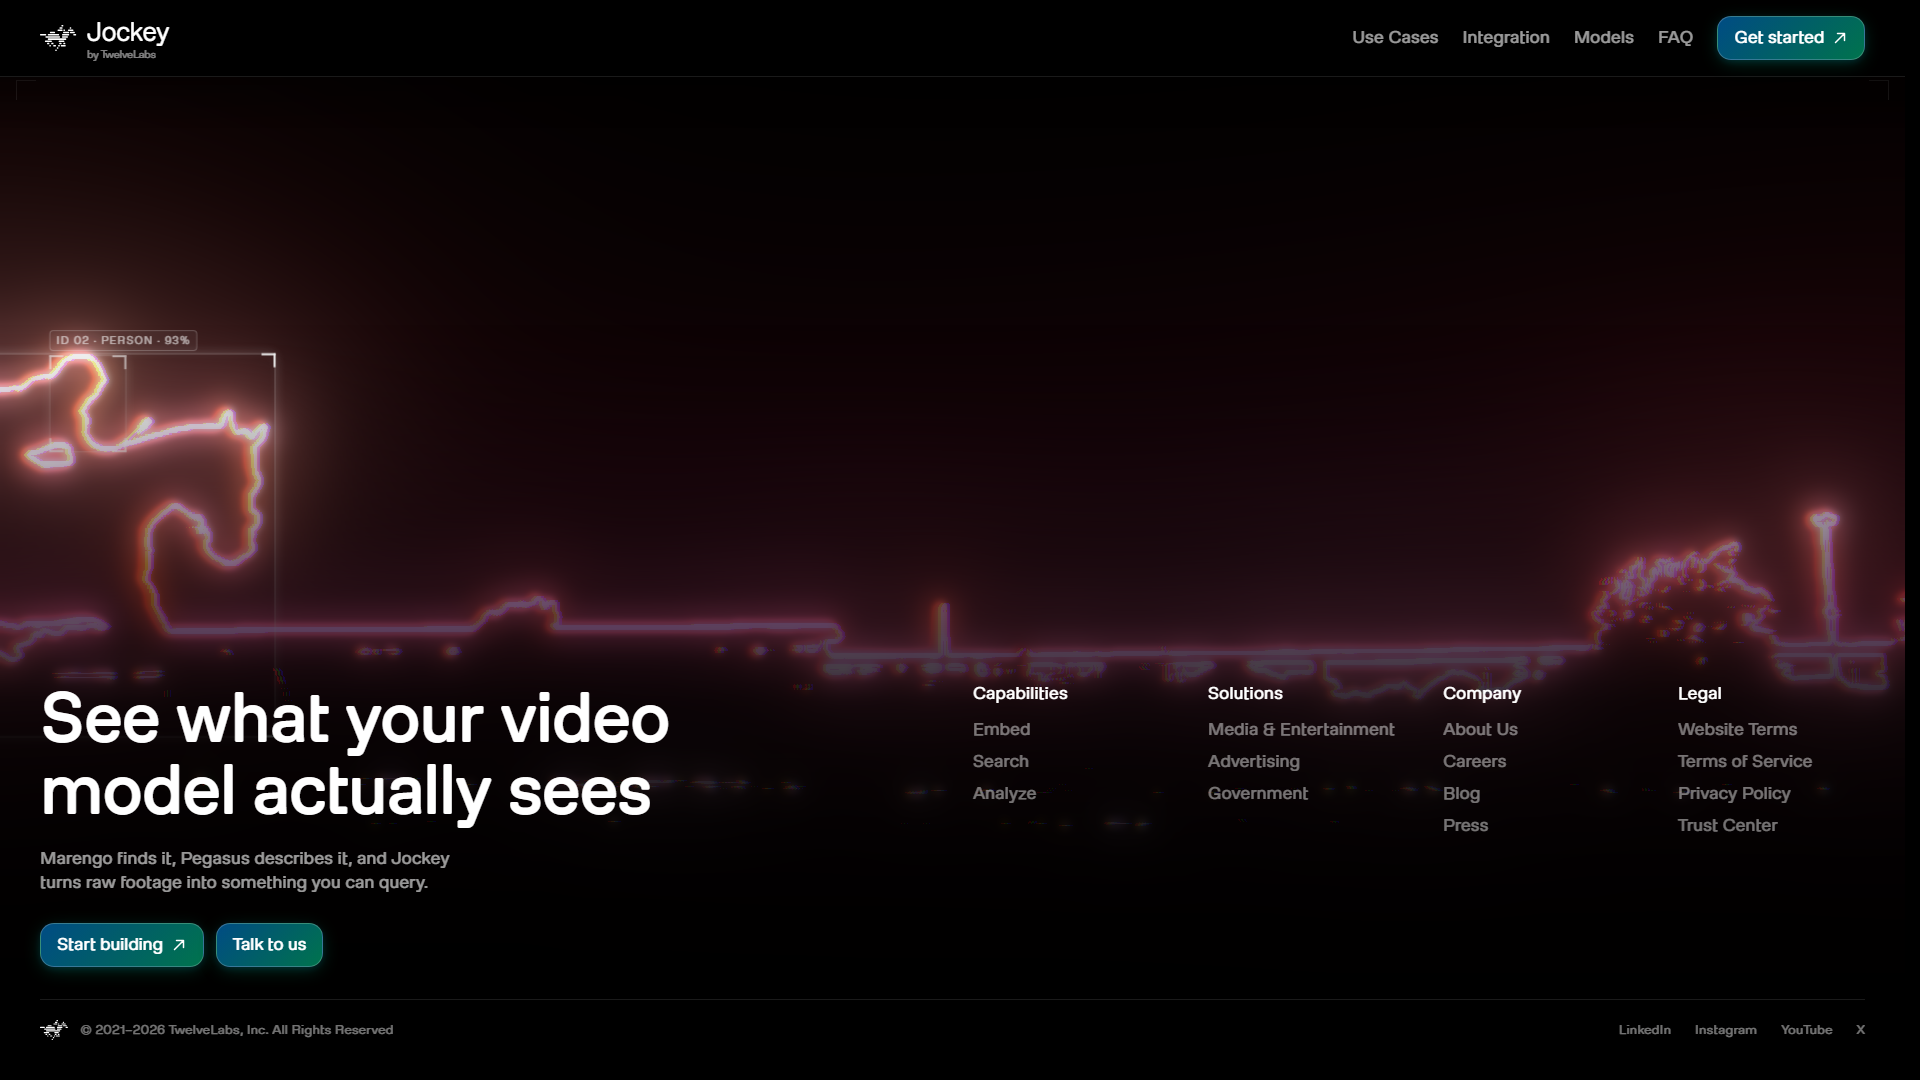 Jockey
by TwelveLabs
Use Cases
Integration
Models
FAQ
Get started
ID 02 - PERSON - 93%
See what your video
model actually sees
Marengo finds it, Pegasus describes it, and Jockey
turns raw footage into something you can query.
Start building
Talk to us
Capabilities
Embed
Search
Analyze
Solutions
Media & Entertainment
Advertising
Government
Company
About Us
Careers
Blog
Press
Legal
Website Terms
Terms of Service
Privacy Policy
Trust Center
© 2021–2026 TwelveLabs, Inc. All Rights Reserved
LinkedIn
Instagram
YouTube
X